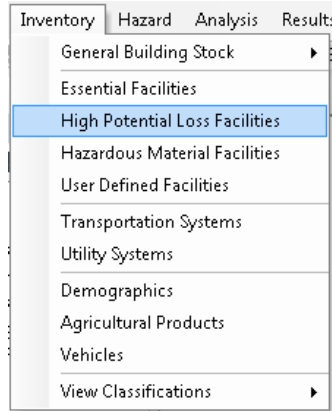 Inventory Hazard Analysis Results
General Building Stock
Essential Facilities
High Potential Loss Facilities
Hazardous Material Facilities
User Defined Facilities
Transportation Systems
Utility Systems
Demographics
Agricultural Products
Vehicles
View Classifications